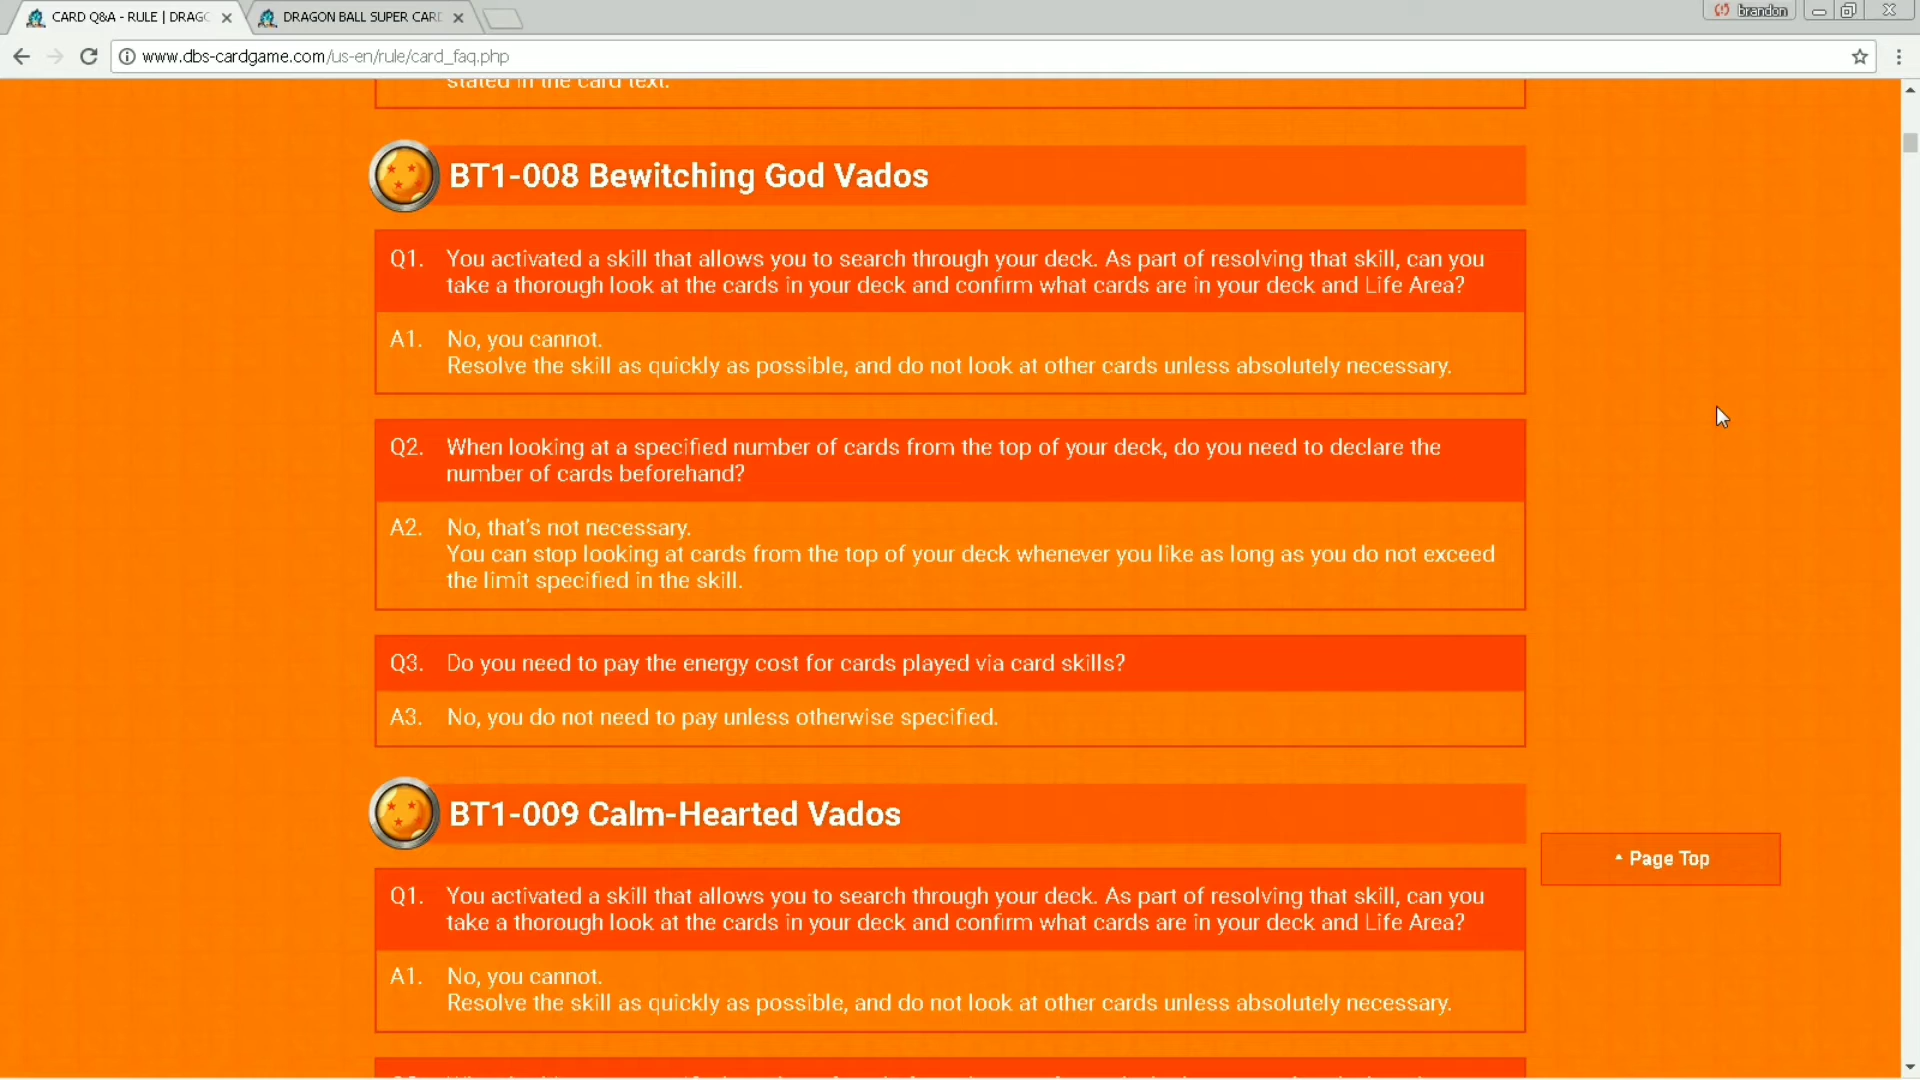 CARD Q&A - RULE | DRAG
DRAGON BALL SUPER CARD
brandon
www.dbs-cardgame.com/us-en/rule/card_faq.php
stated in the card text.
BT1-008 Bewitching God Vados
Q1. You activated a skill that allows you to search through your deck. As part of resolving that skill, can you
take a thorough look at the cards in your deck and confirm what cards are in your deck and Life Area?
A1. No, you cannot.
Resolve the skill as quickly as possible, and do not look at other cards unless absolutely necessary.
Q2. When looking at a specified number of cards from the top of your deck, do you need to declare the
number of cards beforehand?
A2. No, that's not necessary.
You can stop looking at cards from the top of your deck whenever you like as long as you do not exceed
the limit specified in the skill.
Q3. Do you need to pay the energy cost for cards played via card skills?
A3. No, you do not need to pay unless otherwise specified.
BT1-009 Calm-Hearted Vados
Page Top
Q1. You activated a skill that allows you to search through your deck. As part of resolving that skill, can you
take a thorough look at the cards in your deck and confirm what cards are in your deck and Life Area?
A1. No, you cannot.
Resolve the skill as quickly as possible, and do not look at other cards unless absolutely necessary.